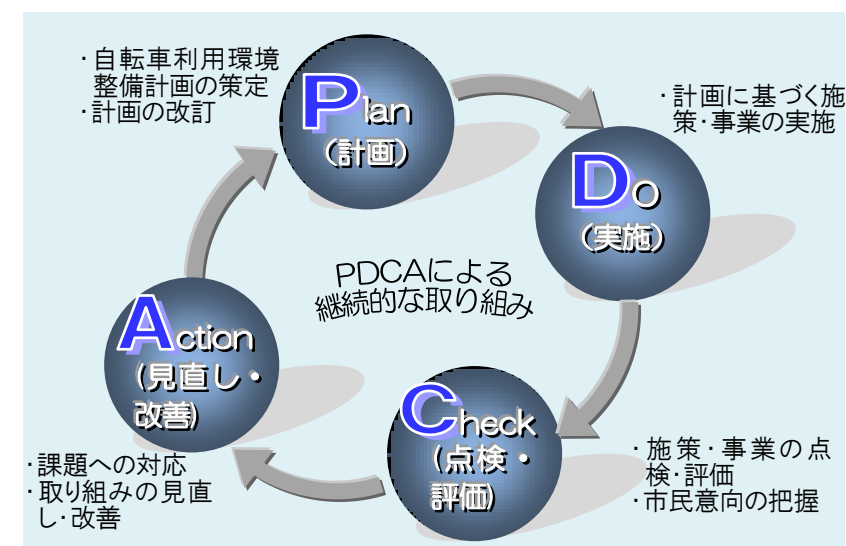 ・自転車利用環境
整備計画の策定
・計画の改訂
Plan
(計画)
・計画に基づく施
策・事業の実施
Do
(実施)
PDCAによる
継続的な取り組み
Action
(見直し・
改善)
Check
(点検・
評価)
・課題への対応
・取り組みの見直
し・改善
・施策・事業の点
検・評価
・市民意向の把握